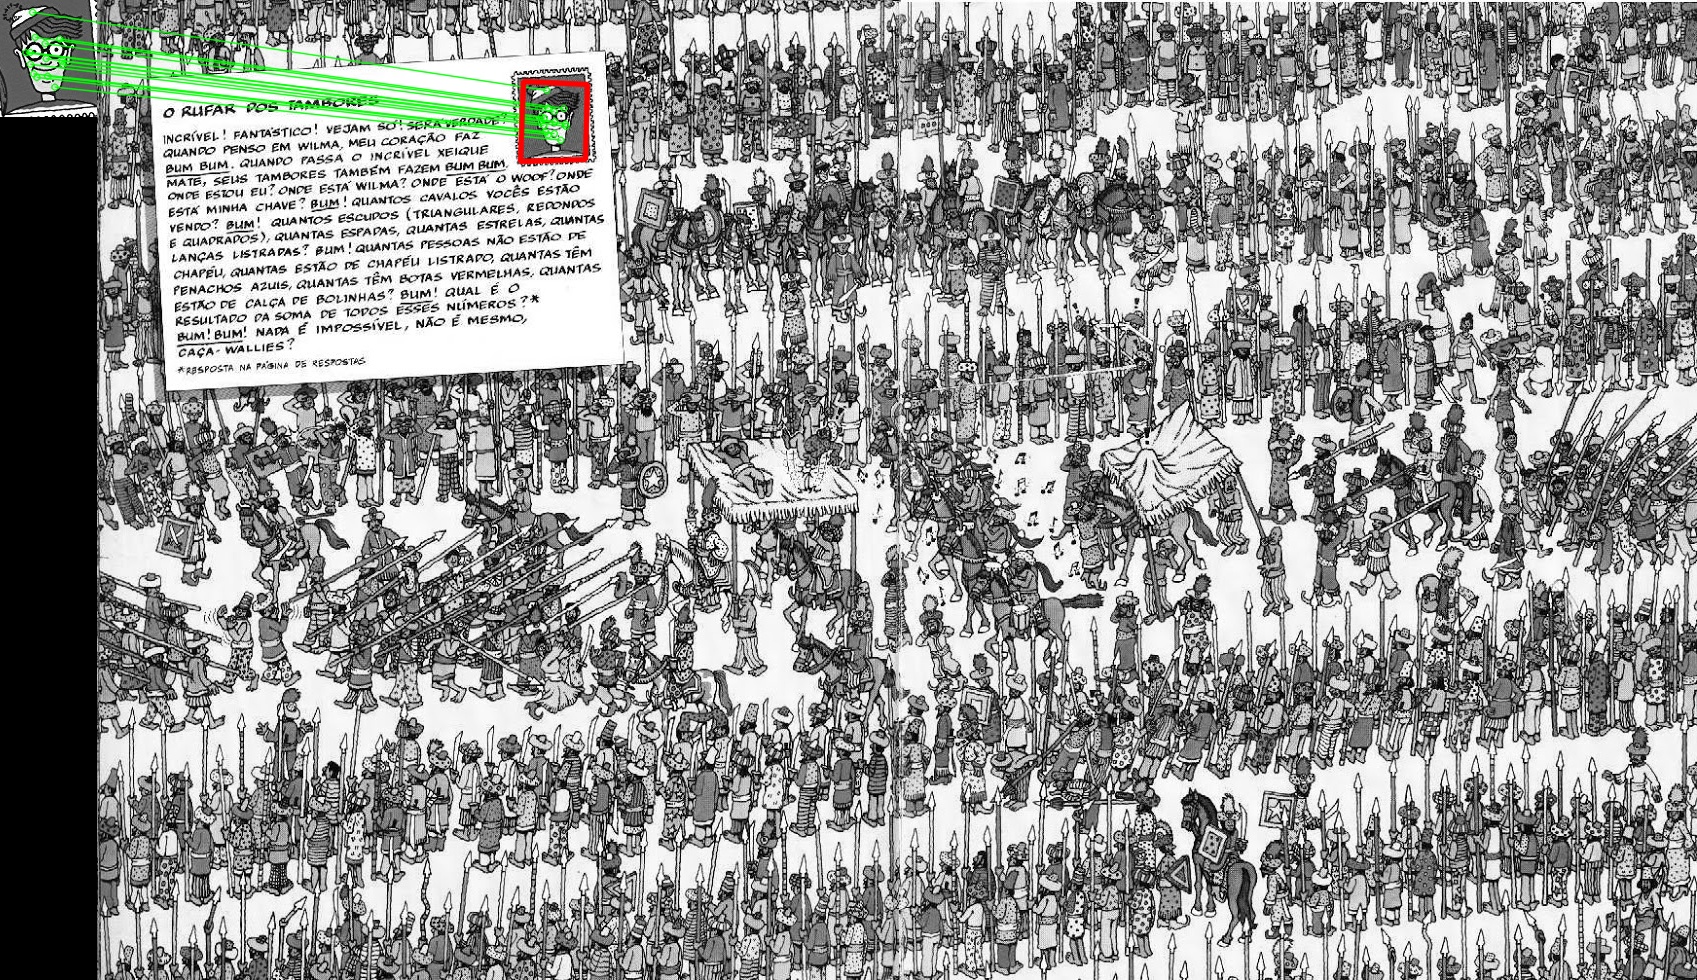 O RUFAR DOS TAMBORES
INCRÍVEL! FANTÁSTICO! VEJAM SÓ! SERÁ VERDADE?
QUANDO PENSO EM WILMA, MEU CORAÇÃO FAZ
BUM BUM. QUANDO PASSA O INCRÍVEL XEIQUE
MATE, SEUS TAMBORES TAMBÉM FAZEM BUM BUM.
ONDE ESTOU EU? ONDE ESTÁ WILMA? ONDE ESTÁ O WOOF? ONDE
ESTÁ MINHA CHAVE? BUM! QUANTOS CAVALOS VOCÊS ESTÃO
VENDO? BUM! QUANTOS ESCUDOS (TRIANGULARES, REDONDOS
E QUADRADOS), QUANTAS ESPADAS, QUANTAS ESTRELAS, QUANTAS
LANÇAS LISTRADAS? BUM! QUANTAS PESSOAS NÃO ESTÃO DE
CHAPÉU, QUANTAS ESTÃO DE CHAPÉU LISTRADO, QUANTAS TÊM
PENACHOS AZUIS, QUANTAS TÊM BOTAS VERMELHAS, QUANTAS
ESTÃO DE CALÇA DE BOLINHAS? BUM! QUAL É O
RESULTADO DA SOMA DE TODOS ESSES NÚMEROS?*
BUM! BUM! NADA É IMPOSSÍVEL, NÃO É MESMO,
CAÇA-WALLIES?
*RESPOSTA NA PÁGINA DE RESPOSTAS